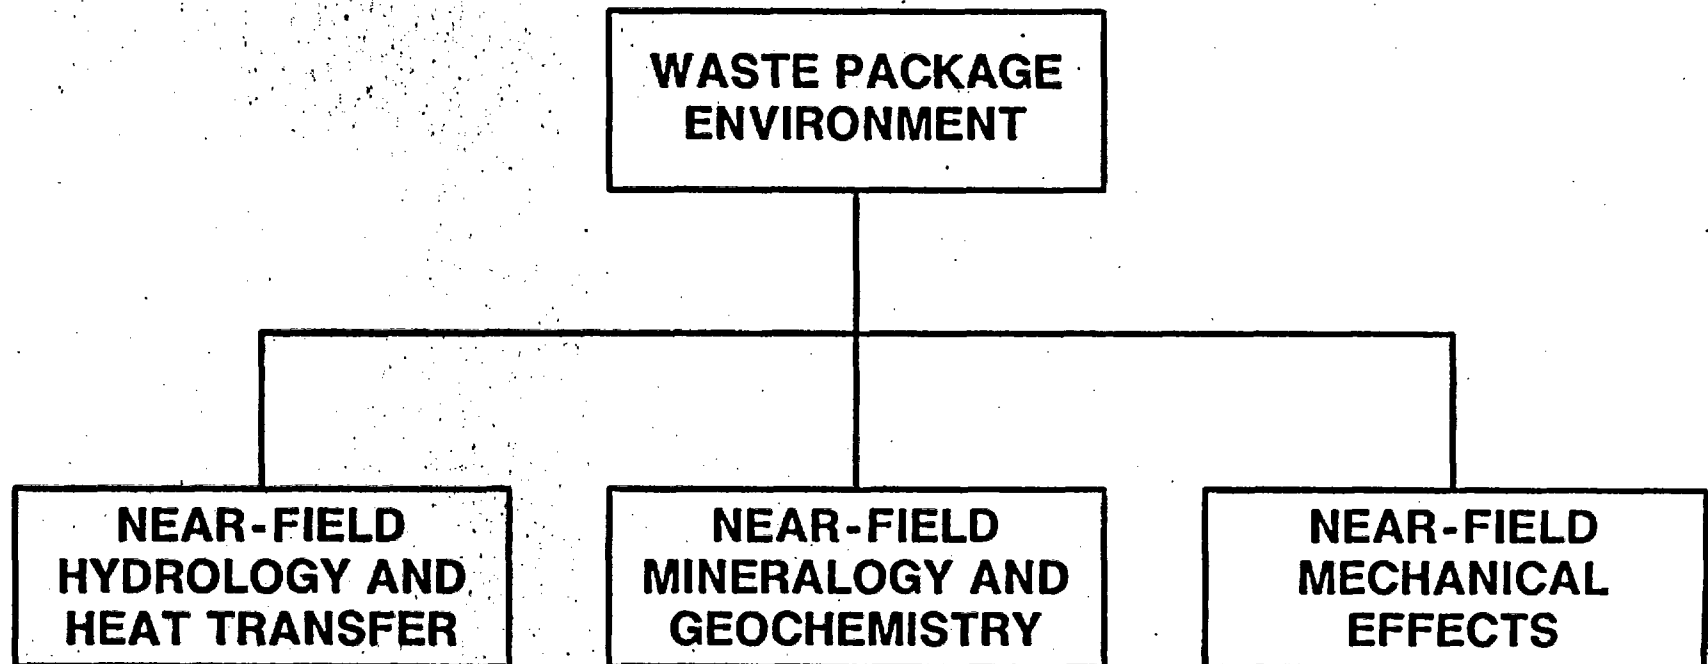 WASTE PACKAGE
ENVIRONMENT
NEAR-FIELD
HYDROLOGY AND
HEAT TRANSFER
NEAR-FIELD
MINERALOGY AND
GEOCHEMISTRY
NEAR-FIELD
MECHANICAL
EFFECTS